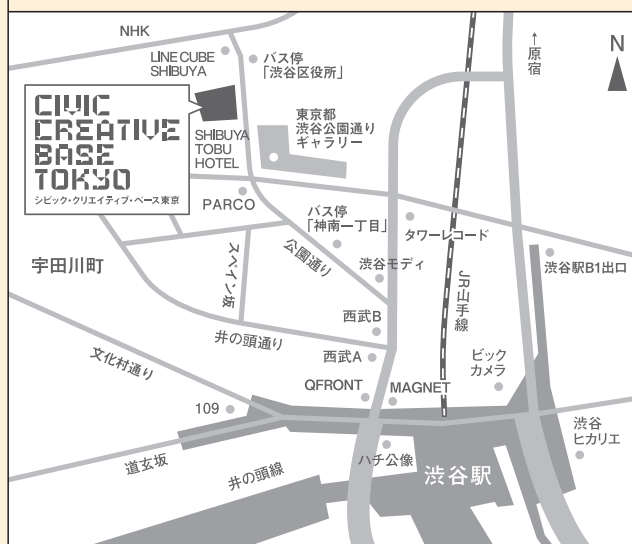 NHK
LINE CUBE
SHIBUYA
バス停
「渋谷区役所」
↑
原
宿
N
CIVIC
CREATIVE
BASE
TOKYO
シビック・クリエイティブ・ベース東京
SHIBUYA
TOBU
HOTEL
東京都
渋谷公園通り
ギャラリー
PARCO
バス停
「神南一丁目」
タワーレコード
スペイン坂
公園通り
渋谷モディ
渋谷駅B1出口
宇田川町
JR山手線
西武B
井の頭通り
西武A
文化村通り
ビック
カメラ
QFRONT
MAGNET
109
渋谷
ヒカリエ
道玄坂
井の頭線
ハチ公像
渋谷駅